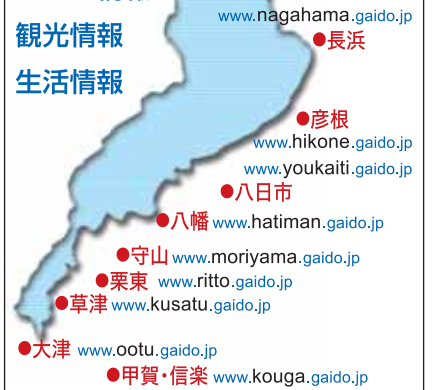 www.nagahama.gaido.jp
観光情報
●長浜
生活情報
●彦根
www.hikone.gaido.jp
www.youkaiti.gaido.jp
●八日市
●八幡 www.hatiman.gaido.jp
●守山 www.moriyama.gaido.jp
●栗東 www.ritto.gaido.jp
●草津 www.kusatu.gaido.jp
●大津 www.ootu.gaido.jp
●甲賀・信楽 www.kouga.gaido.jp